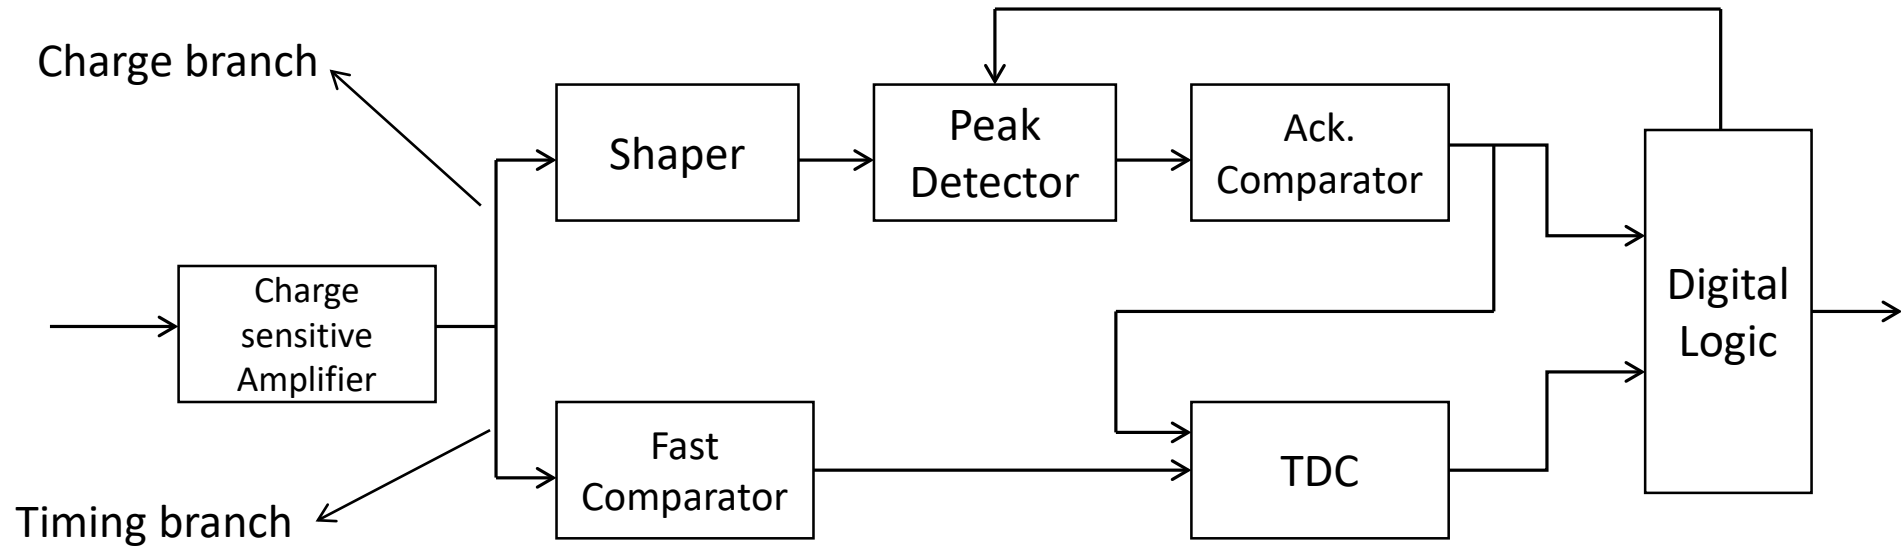 Charge branch
Shaper
Peak
Detector
Ack.
Comparator
Charge
sensitive
Amplifier
Digital
Logic
Fast
Comparator
TDC
Timing branch